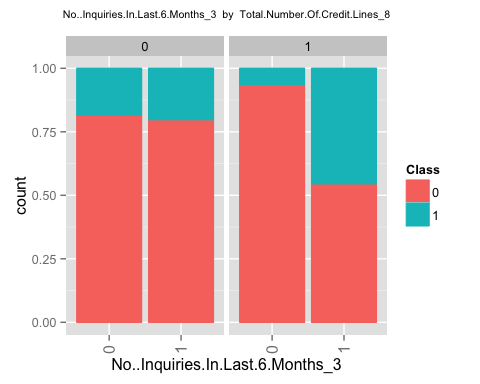 No..Inquiries.In.Last.6.Months_3 by Total.Number.Of.Credit.Lines_8
0 1
1.00
0.75
0.50
0.25
0.00
count
0 1 0 1
No..Inquiries.In.Last.6.Months_3
Class
0
1